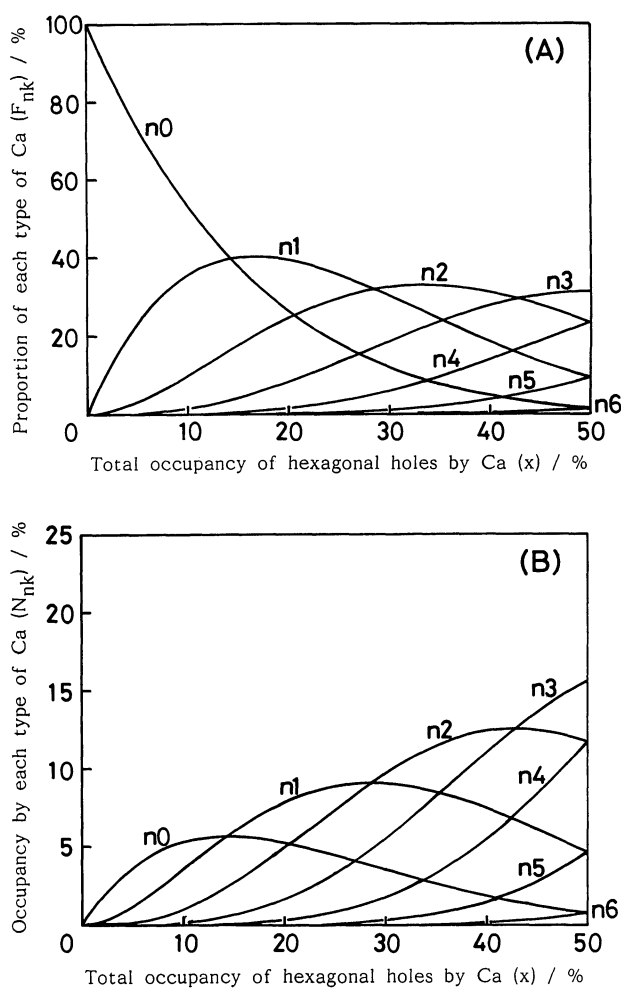 (A)
Proportion of each type of Ca (Fnk) / %
100
80
60
40
20
0
n0
n1
n2
n3
n4
n5
n6
10 20 30 40 50
Total occupancy of hexagonal holes by Ca (x) / %
(B)
Occupancy by each type of Ca (Nnk) / %
25
20
15
10
5
0
n0
n1
n2
n3
n4
n5
n6
10 20 30 40 50
Total occupancy of hexagonal holes by Ca (x) / %